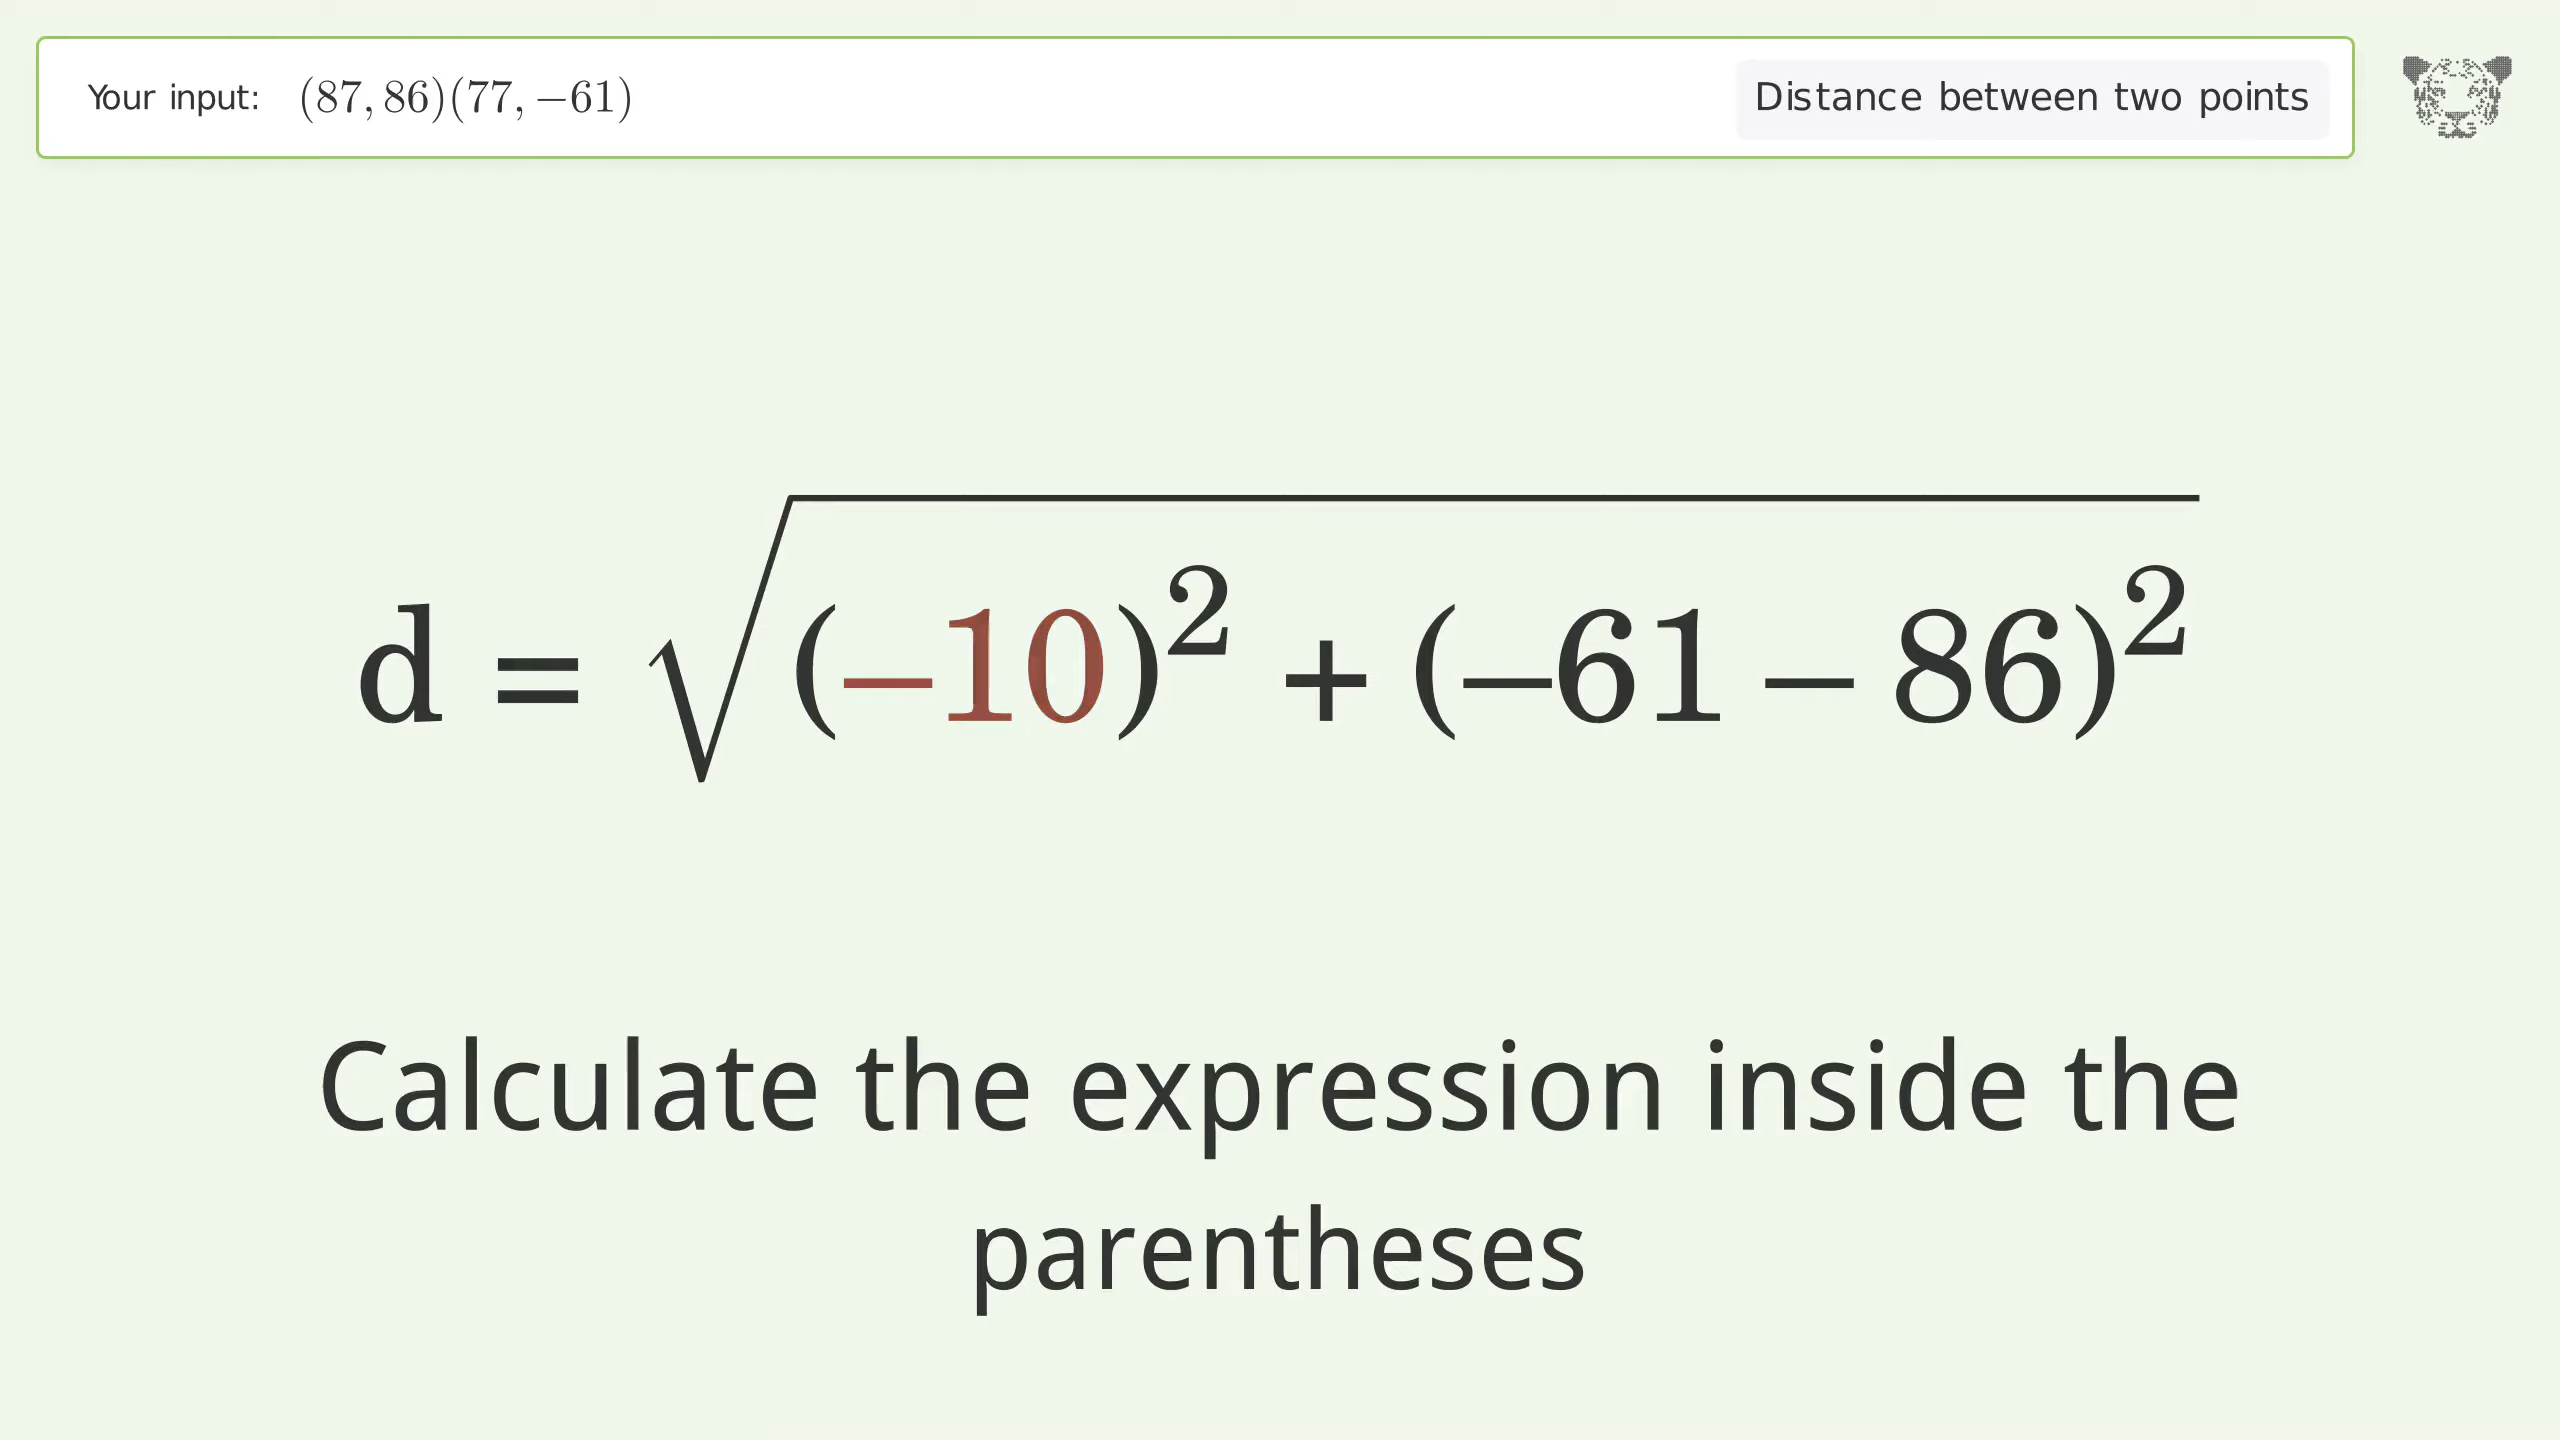 Your input: (87, 86)(77, −61) Distance between two points
d = √(−10)² + (−61 − 86)²
Calculate the expression inside the
parentheses